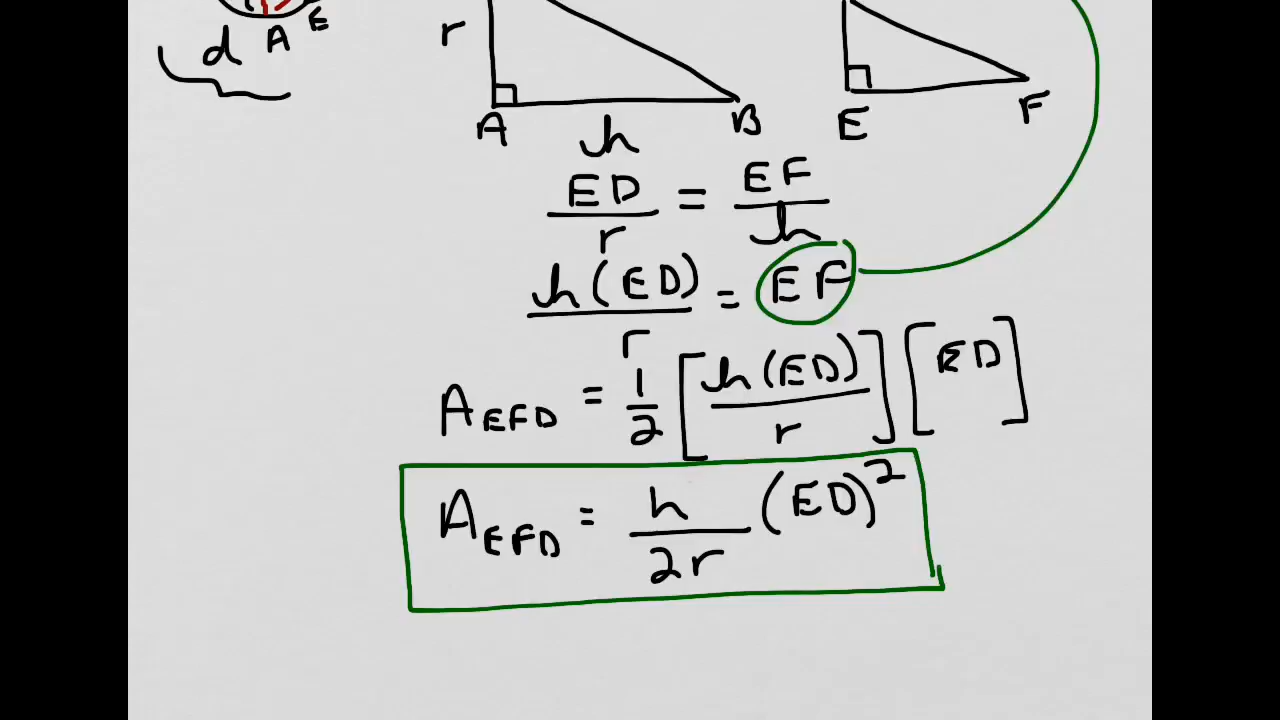 r
d A E
A h B E F
ED/r = EF/h
h(ED)/r = EF
A_EFD = 1/2 [h(ED)/r] [ED]
A_EFD = h/2r (ED)²